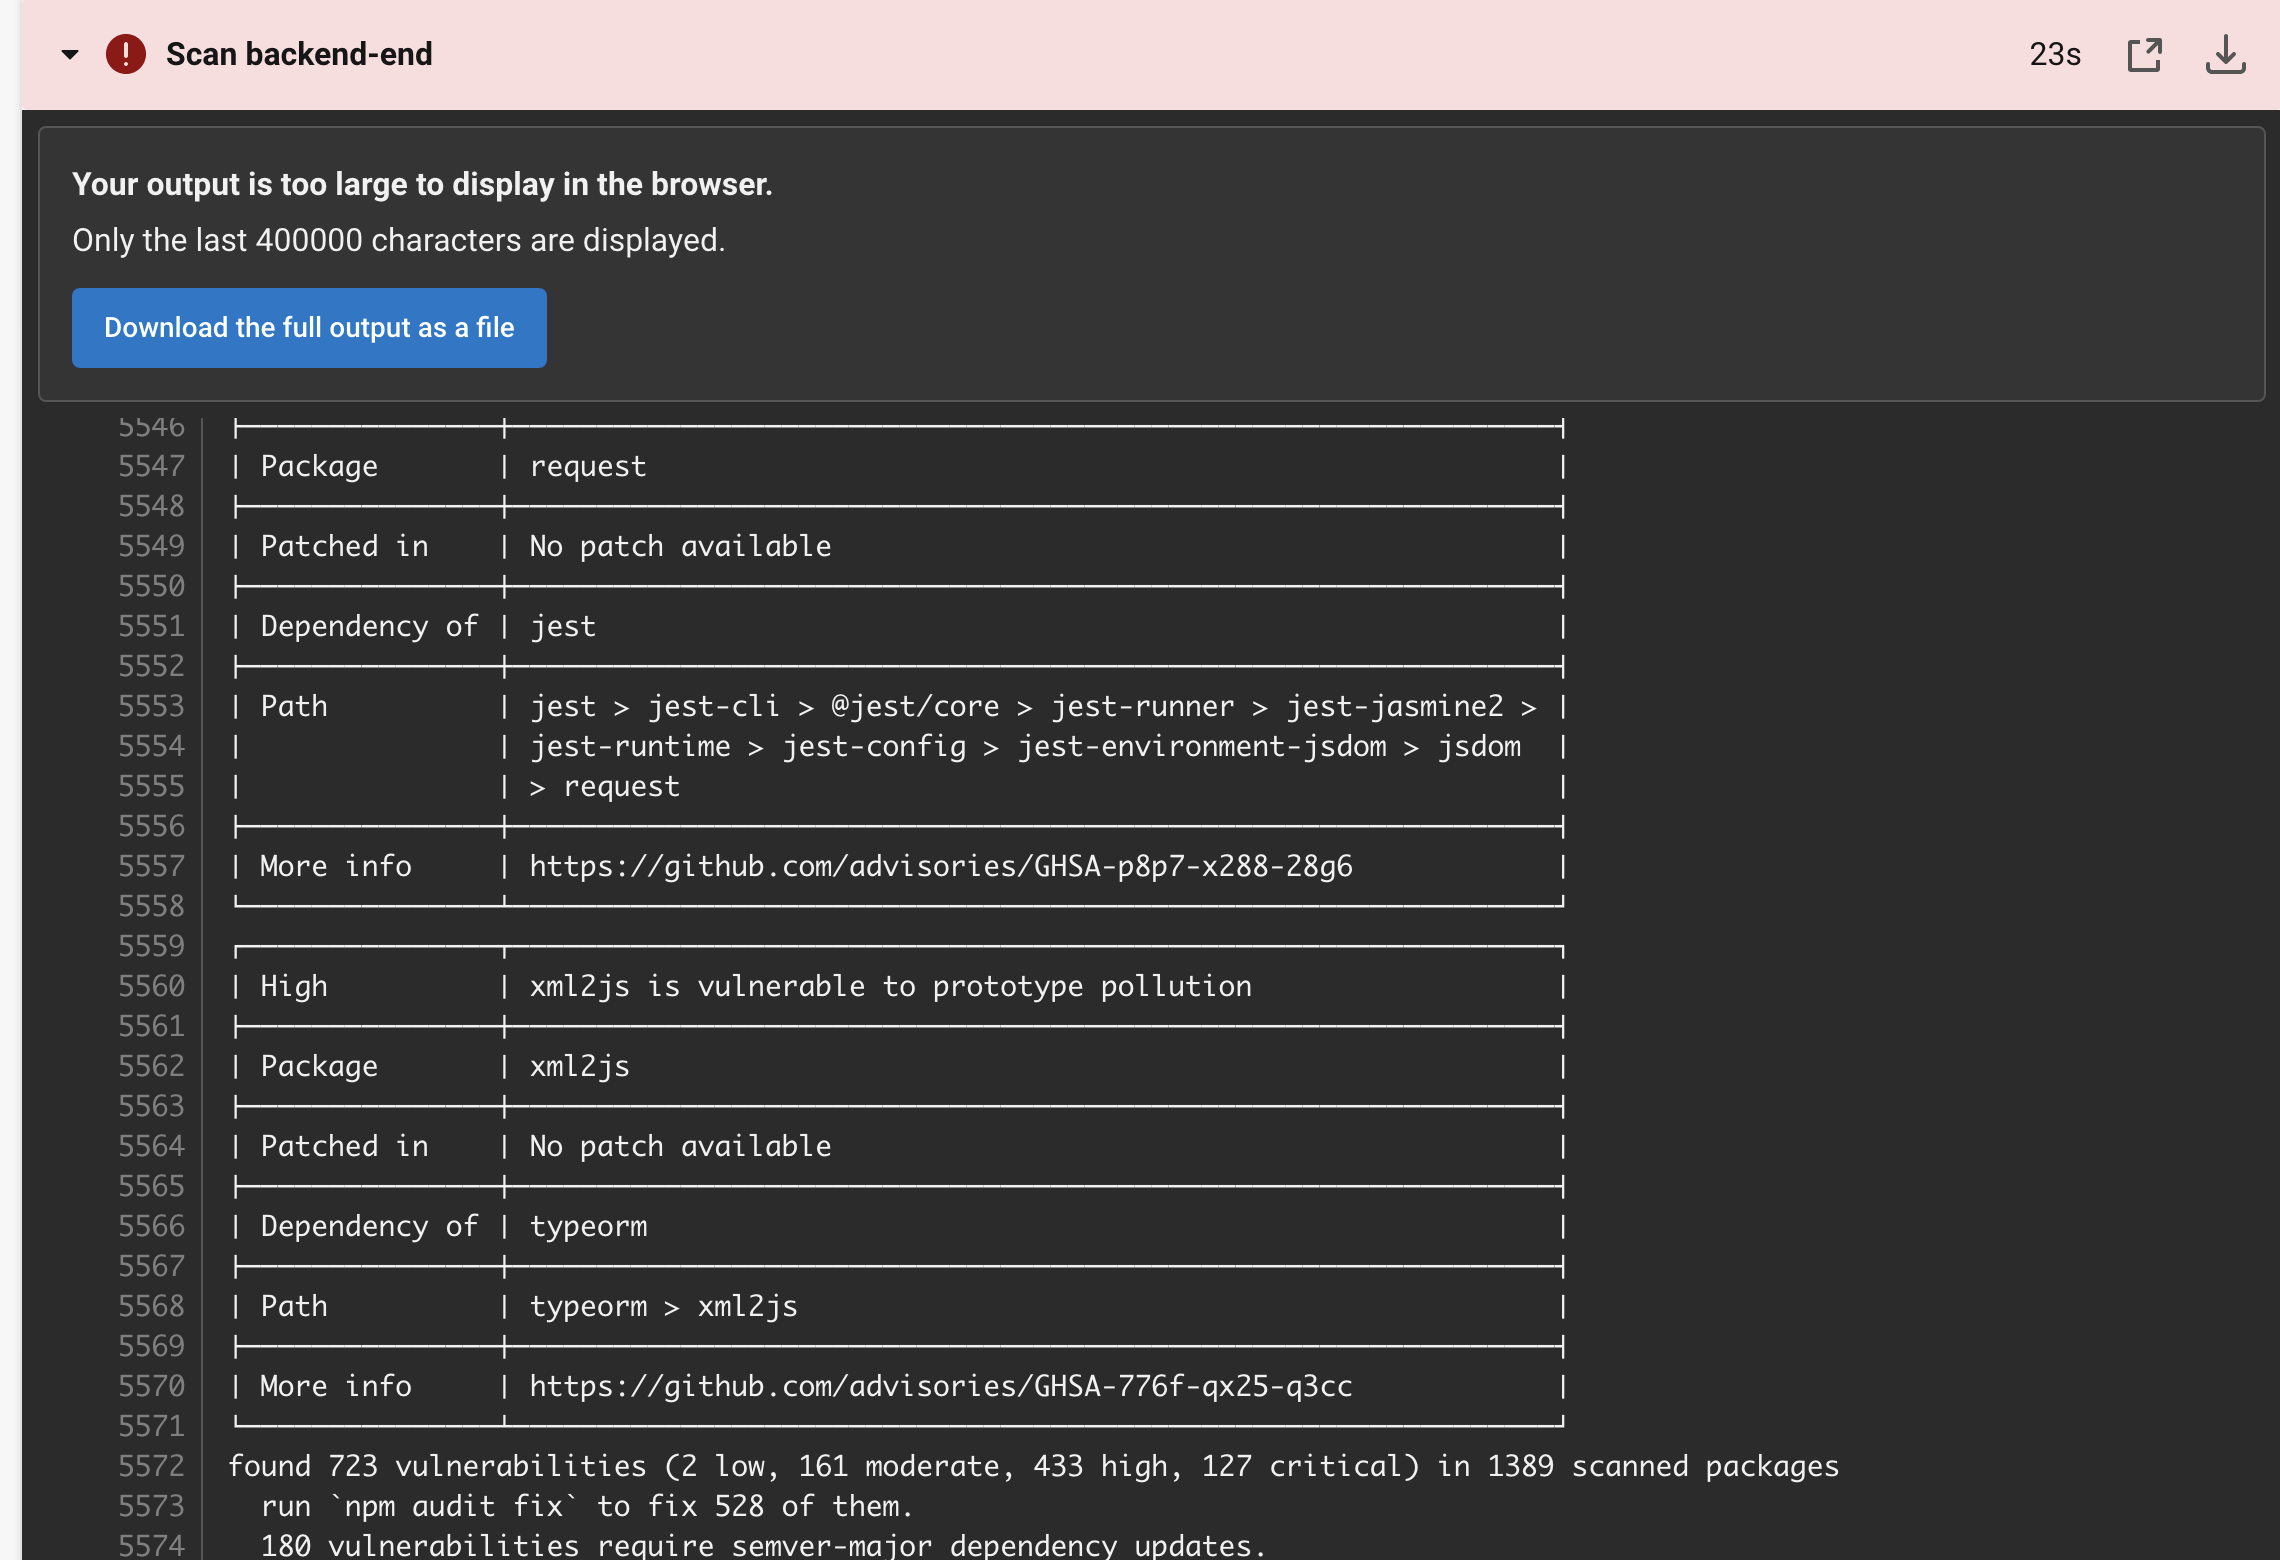 Scan backend-end
23s
Your output is too large to display in the browser.
Only the last 400000 characters are displayed.
Download the full output as a file
5546
5547 | Package | request |
5548
5549 | Patched in | No patch available |
5550
5551 | Dependency of | jest |
5552
5553 | Path | jest > jest-cli > @jest/core > jest-runner > jest-jasmine2 > |
5554 | | jest-runtime > jest-config > jest-environment-jsdom > jsdom |
5555 | | > request |
5556
5557 | More info | https://github.com/advisories/GHSA-p8p7-x288-28g6 |
5558
5559
5560 | High | xml2js is vulnerable to prototype pollution |
5561
5562 | Package | xml2js |
5563
5564 | Patched in | No patch available |
5565
5566 | Dependency of | typeorm |
5567
5568 | Path | typeorm > xml2js |
5569
5570 | More info | https://github.com/advisories/GHSA-776f-qx25-q3cc |
5571
5572 found 723 vulnerabilities (2 low, 161 moderate, 433 high, 127 critical) in 1389 scanned packages
5573 run `npm audit fix` to fix 528 of them.
5574 180 vulnerabilities require semver-major dependency updates.